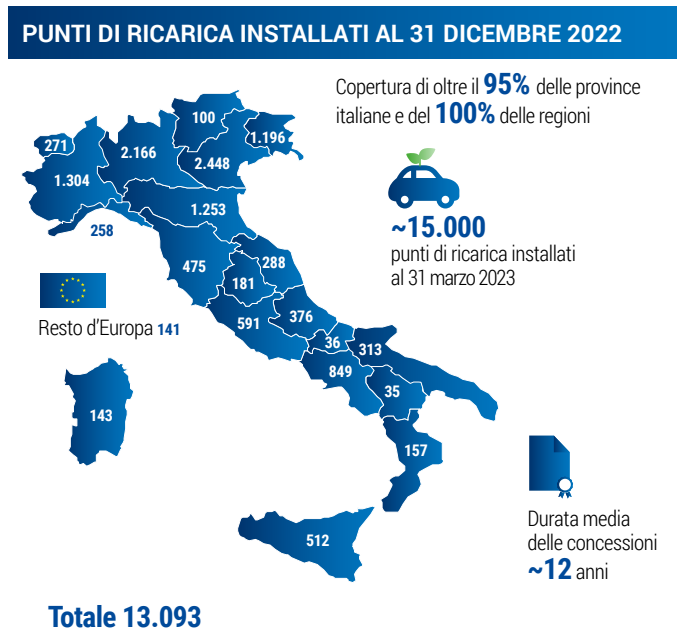 PUNTI DI RICARICA INSTALLATI AL 31 DICEMBRE 2022
Copertura di oltre il 95% delle province
italiane e del 100% delle regioni
100
1.196
271
2.166
2.448
1.304
1.253
~15.000
punti di ricarica installati
al 31 marzo 2023
258
475
288
181
Resto d'Europa 141
591
376
36
313
849
35
143
157
512
Durata media
delle concessioni
~12 anni
Totale 13.093